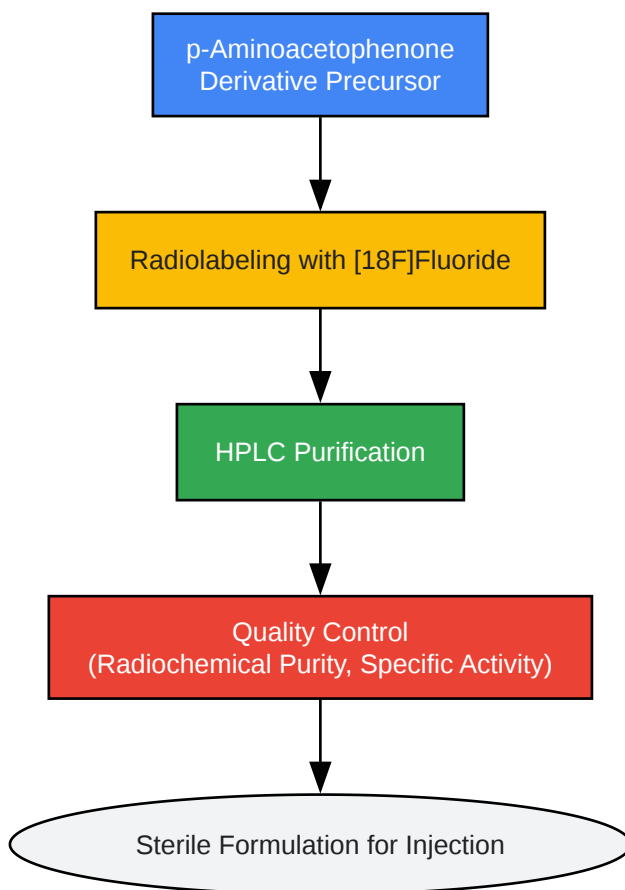 p-Aminoacetophenone
Derivative Precursor
Radiolabeling with [18F]Fluoride
HPLC Purification
Quality Control
(Radiochemical Purity, Specific Activity)
Sterile Formulation for Injection